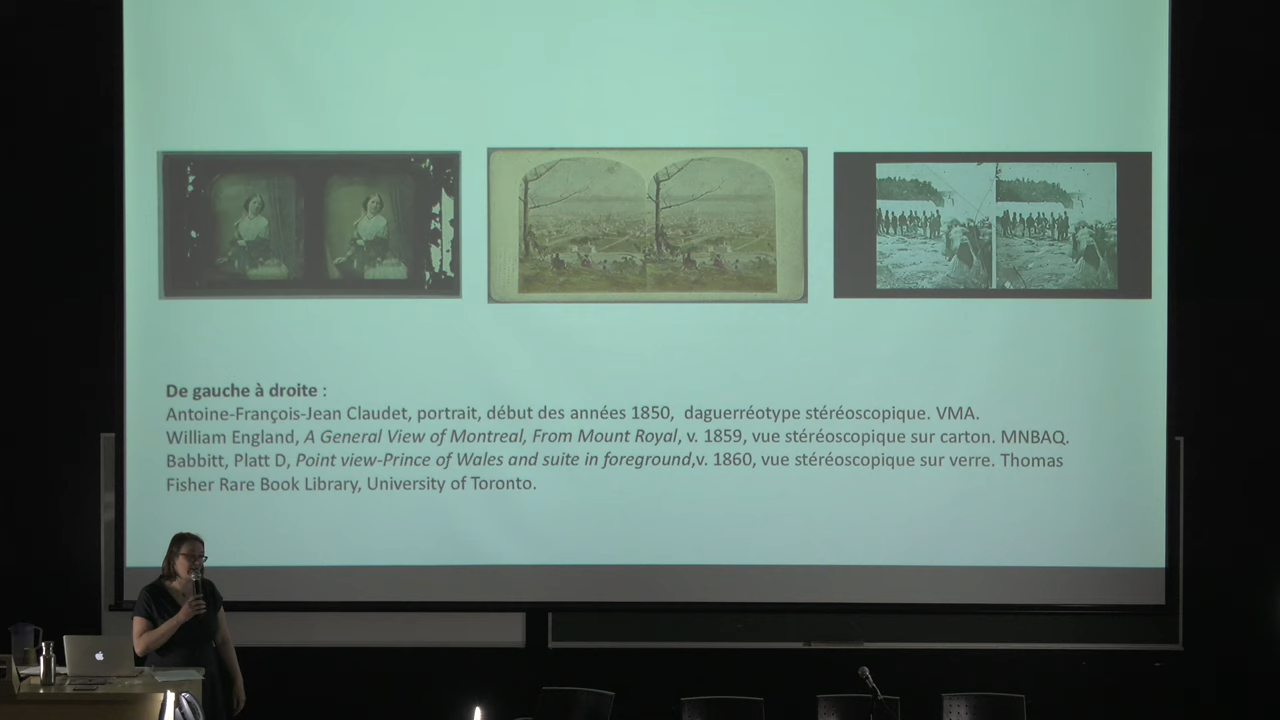 De gauche à droite :
Antoine-François-Jean Claudet, portrait, début des années 1850, daguerréotype stéréoscopique. VMA.
William England, A General View of Montreal, From Mount Royal, v. 1859, vue stéréoscopique sur carton. MNBAQ.
Babbitt, Platt D, Point view-Prince of Wales and suite in foreground,v. 1860, vue stéréoscopique sur verre. Thomas
Fisher Rare Book Library, University of Toronto.